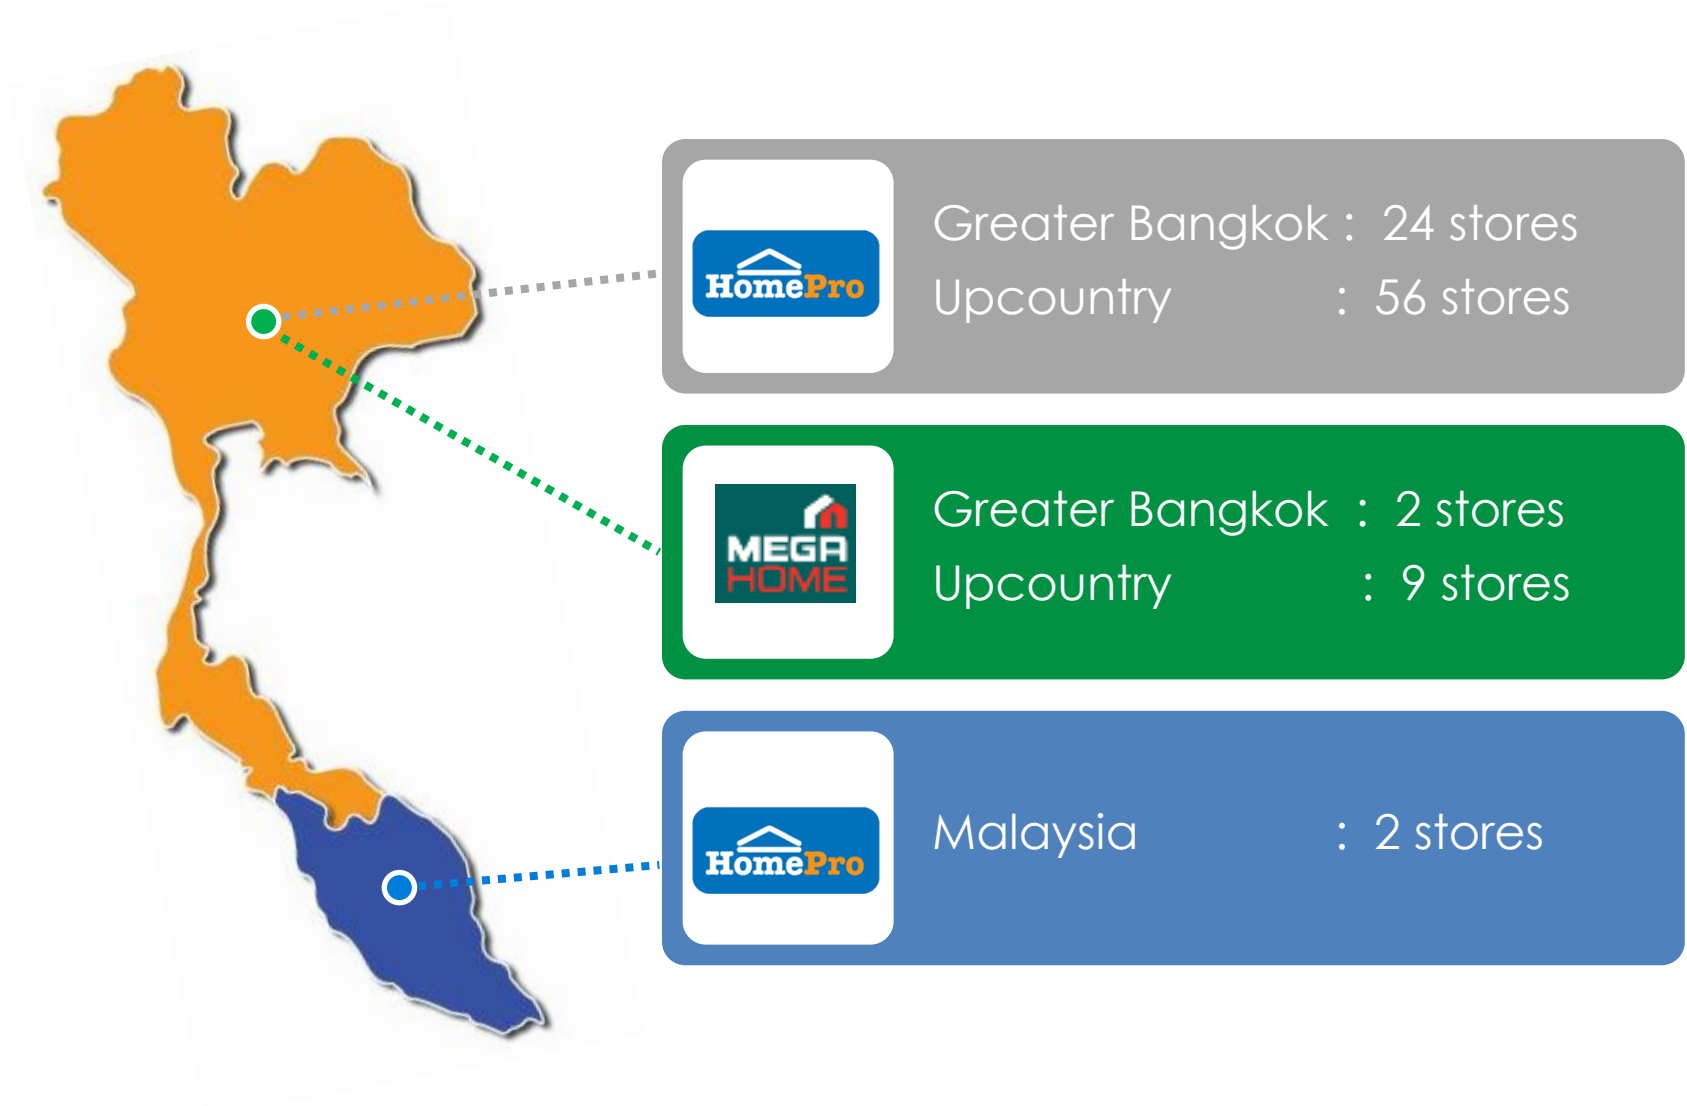 HomePro
Greater Bangkok : 24 stores
Upcountry : 56 stores
MEGA
HOME
Greater Bangkok : 2 stores
Upcountry : 9 stores
HomePro
Malaysia : 2 stores